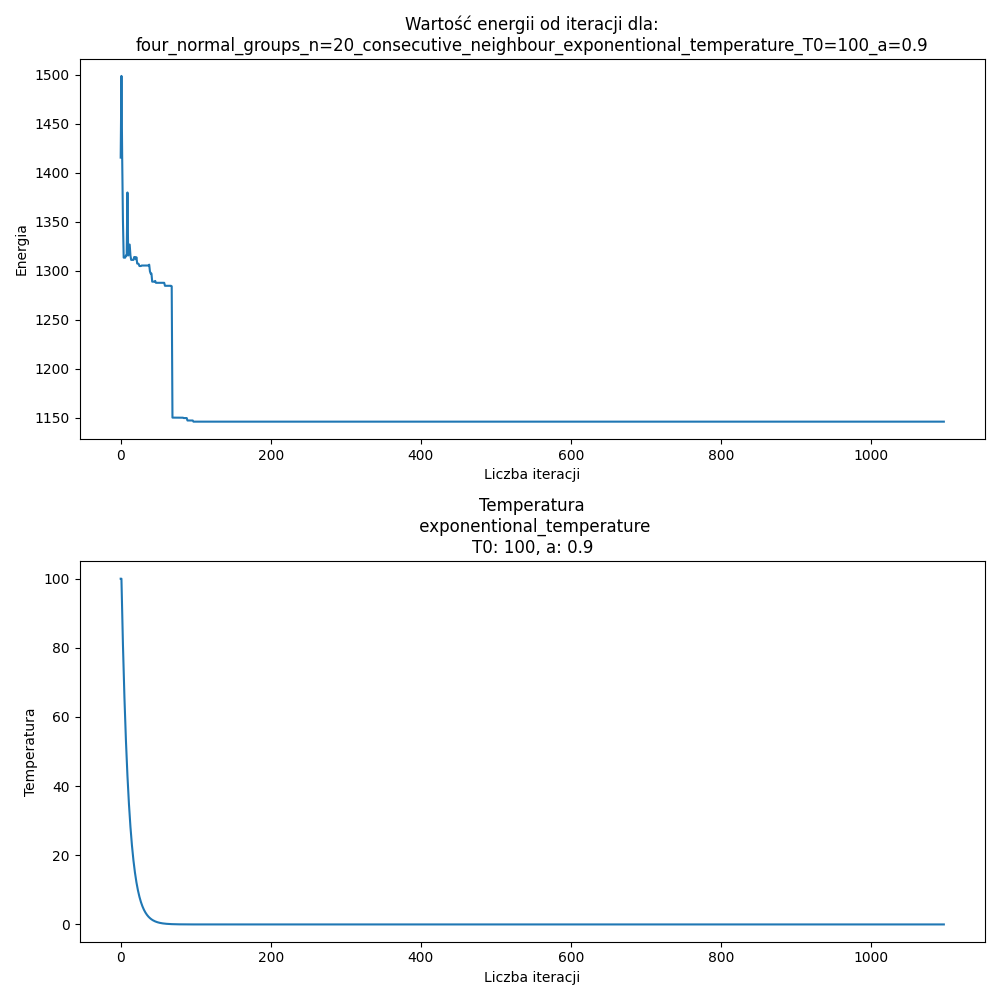 Wartość energii od iteracji dla:
four_normal_groups_n=20_consecutive_neighbour_exponentional_temperature_T0=100_a=0.9
1500
1450
1400
1350
1300
1250
1200
1150
Energia
0 200 400 600 800 1000
Liczba iteracji
Temperatura
exponentional_temperature
T0: 100, a: 0.9
100
80
60
40
20
0
Temperatura
0 200 400 600 800 1000
Liczba iteracji